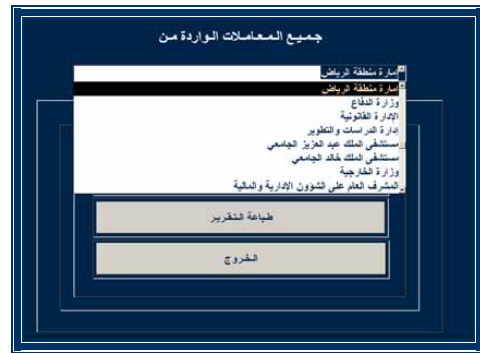 جميع المعاملات الواردة من
إمارة منطقة الرياض
إمارة منطقة الرياض
وزارة الدفاع
الإدارة القانونية
إدارة الدراسات والتطوير
مستشفى الملك عبد العزيز الجامعي
مستشفى الملك خالد الجامعي
وزارة الخارجية
المشرف العام على الشؤون الإدارية والمالية
طباعة التقرير
الخروج